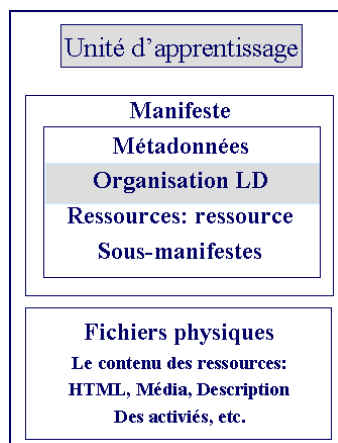 Unité d'apprentissage
Manifeste
Métadonnées
Organisation LD
Ressources: ressource
Sous-manifestes
Fichiers physiques
Le contenu des ressources:
HTML, Média, Description
Des activiés, etc.